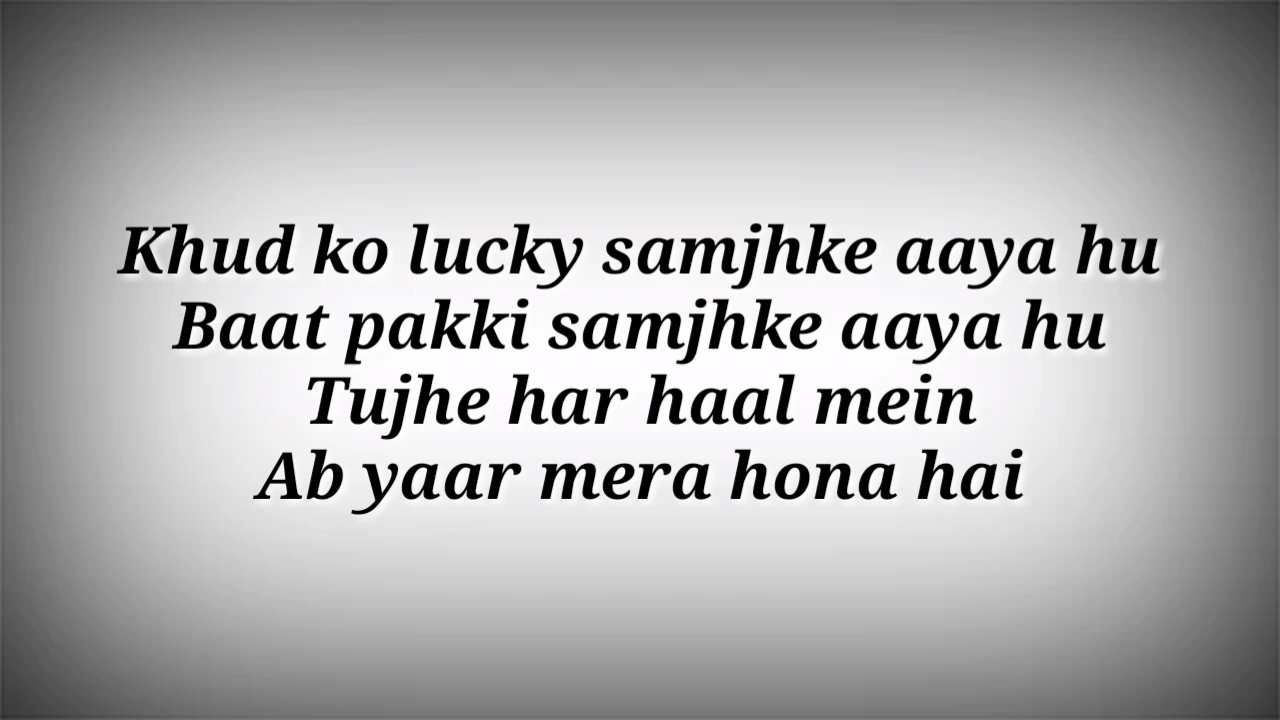 Khud ko lucky samjhke aaya hu
Baat pakki samjhke aaya hu
Tujhe har haal mein
Ab yaar mera hona hai